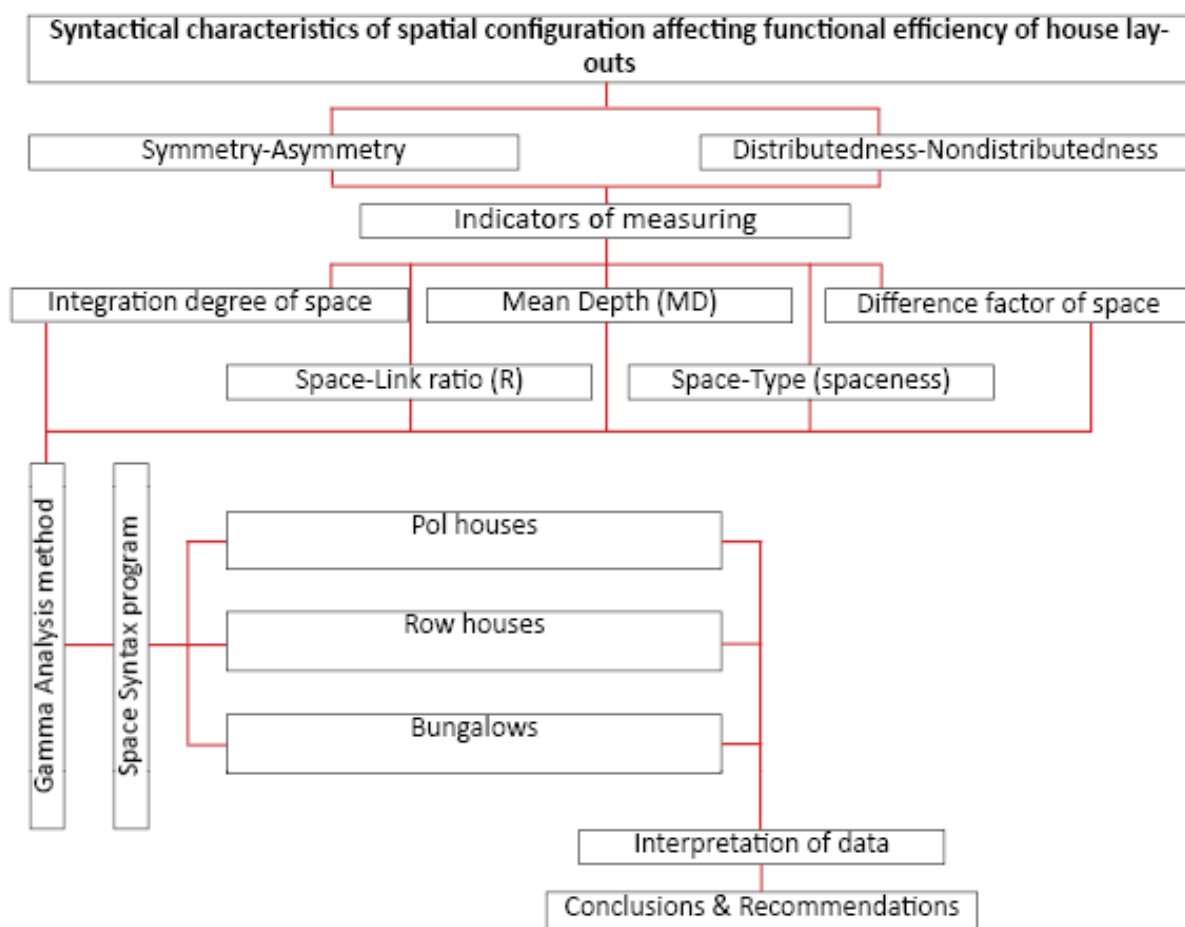 Syntactical characteristics of spatial configuration affecting functional efficiency of house lay-
outs
Symmetry-Asymmetry
Distributedness-Nondistributedness
Indicators of measuring
Integration degree of space
Mean Depth (MD)
Difference factor of space
Space-Link ratio (R)
Space-Type (spaceness)
Gamma Analysis method
Space Syntax program
Pol houses
Row houses
Bungalows
Interpretation of data
Conclusions & Recommendations